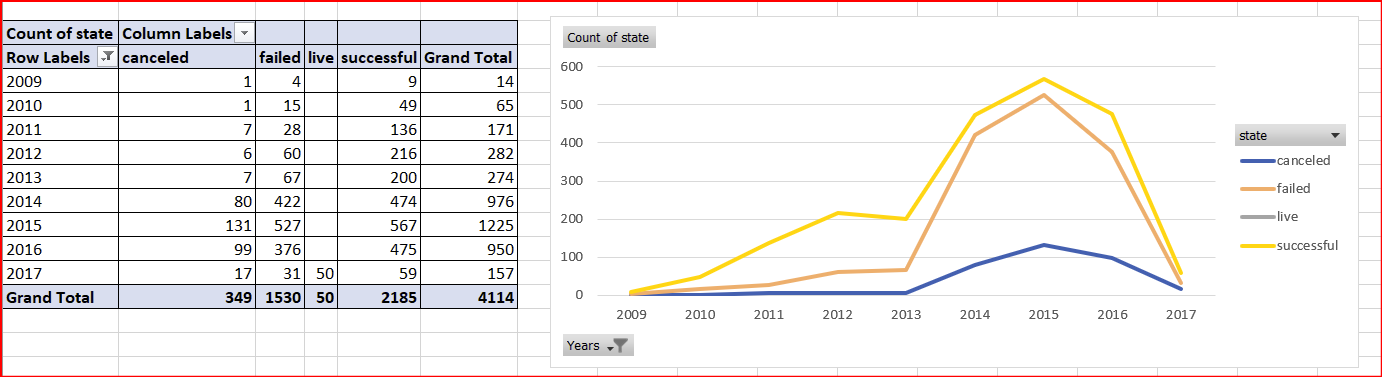 Count of state Column Labels
Row Labels canceled failed live successful Grand Total
2009 1 4 9 14
2010 1 15 49 65
2011 7 28 136 171
2012 6 60 216 282
2013 7 67 200 274
2014 80 422 474 976
2015 131 527 567 1225
2016 99 376 475 950
2017 17 31 50 59 157
Grand Total 349 1530 50 2185 4114
Count of state
600
500
400
300
200
100
0
2009 2010 2011 2012 2013 2014 2015 2016 2017
state
canceled
failed
live
successful
Years